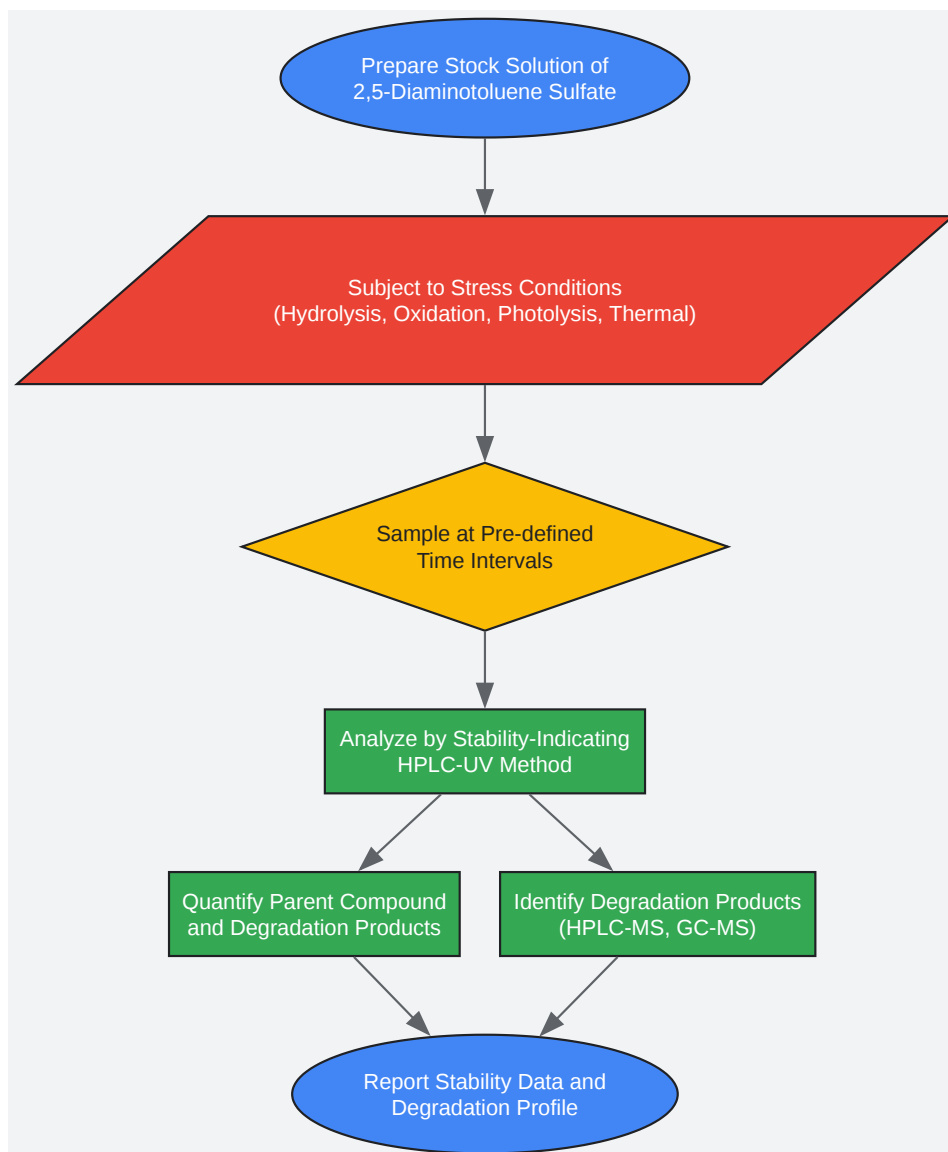 Prepare Stock Solution of
2,5-Diaminotoluene Sulfate
Subject to Stress Conditions
(Hydrolysis, Oxidation, Photolysis, Thermal)
Sample at Pre-defined
Time Intervals
Analyze by Stability-Indicating
HPLC-UV Method
Quantify Parent Compound
and Degradation Products
Identify Degradation Products
(HPLC-MS, GC-MS)
Report Stability Data and
Degradation Profile